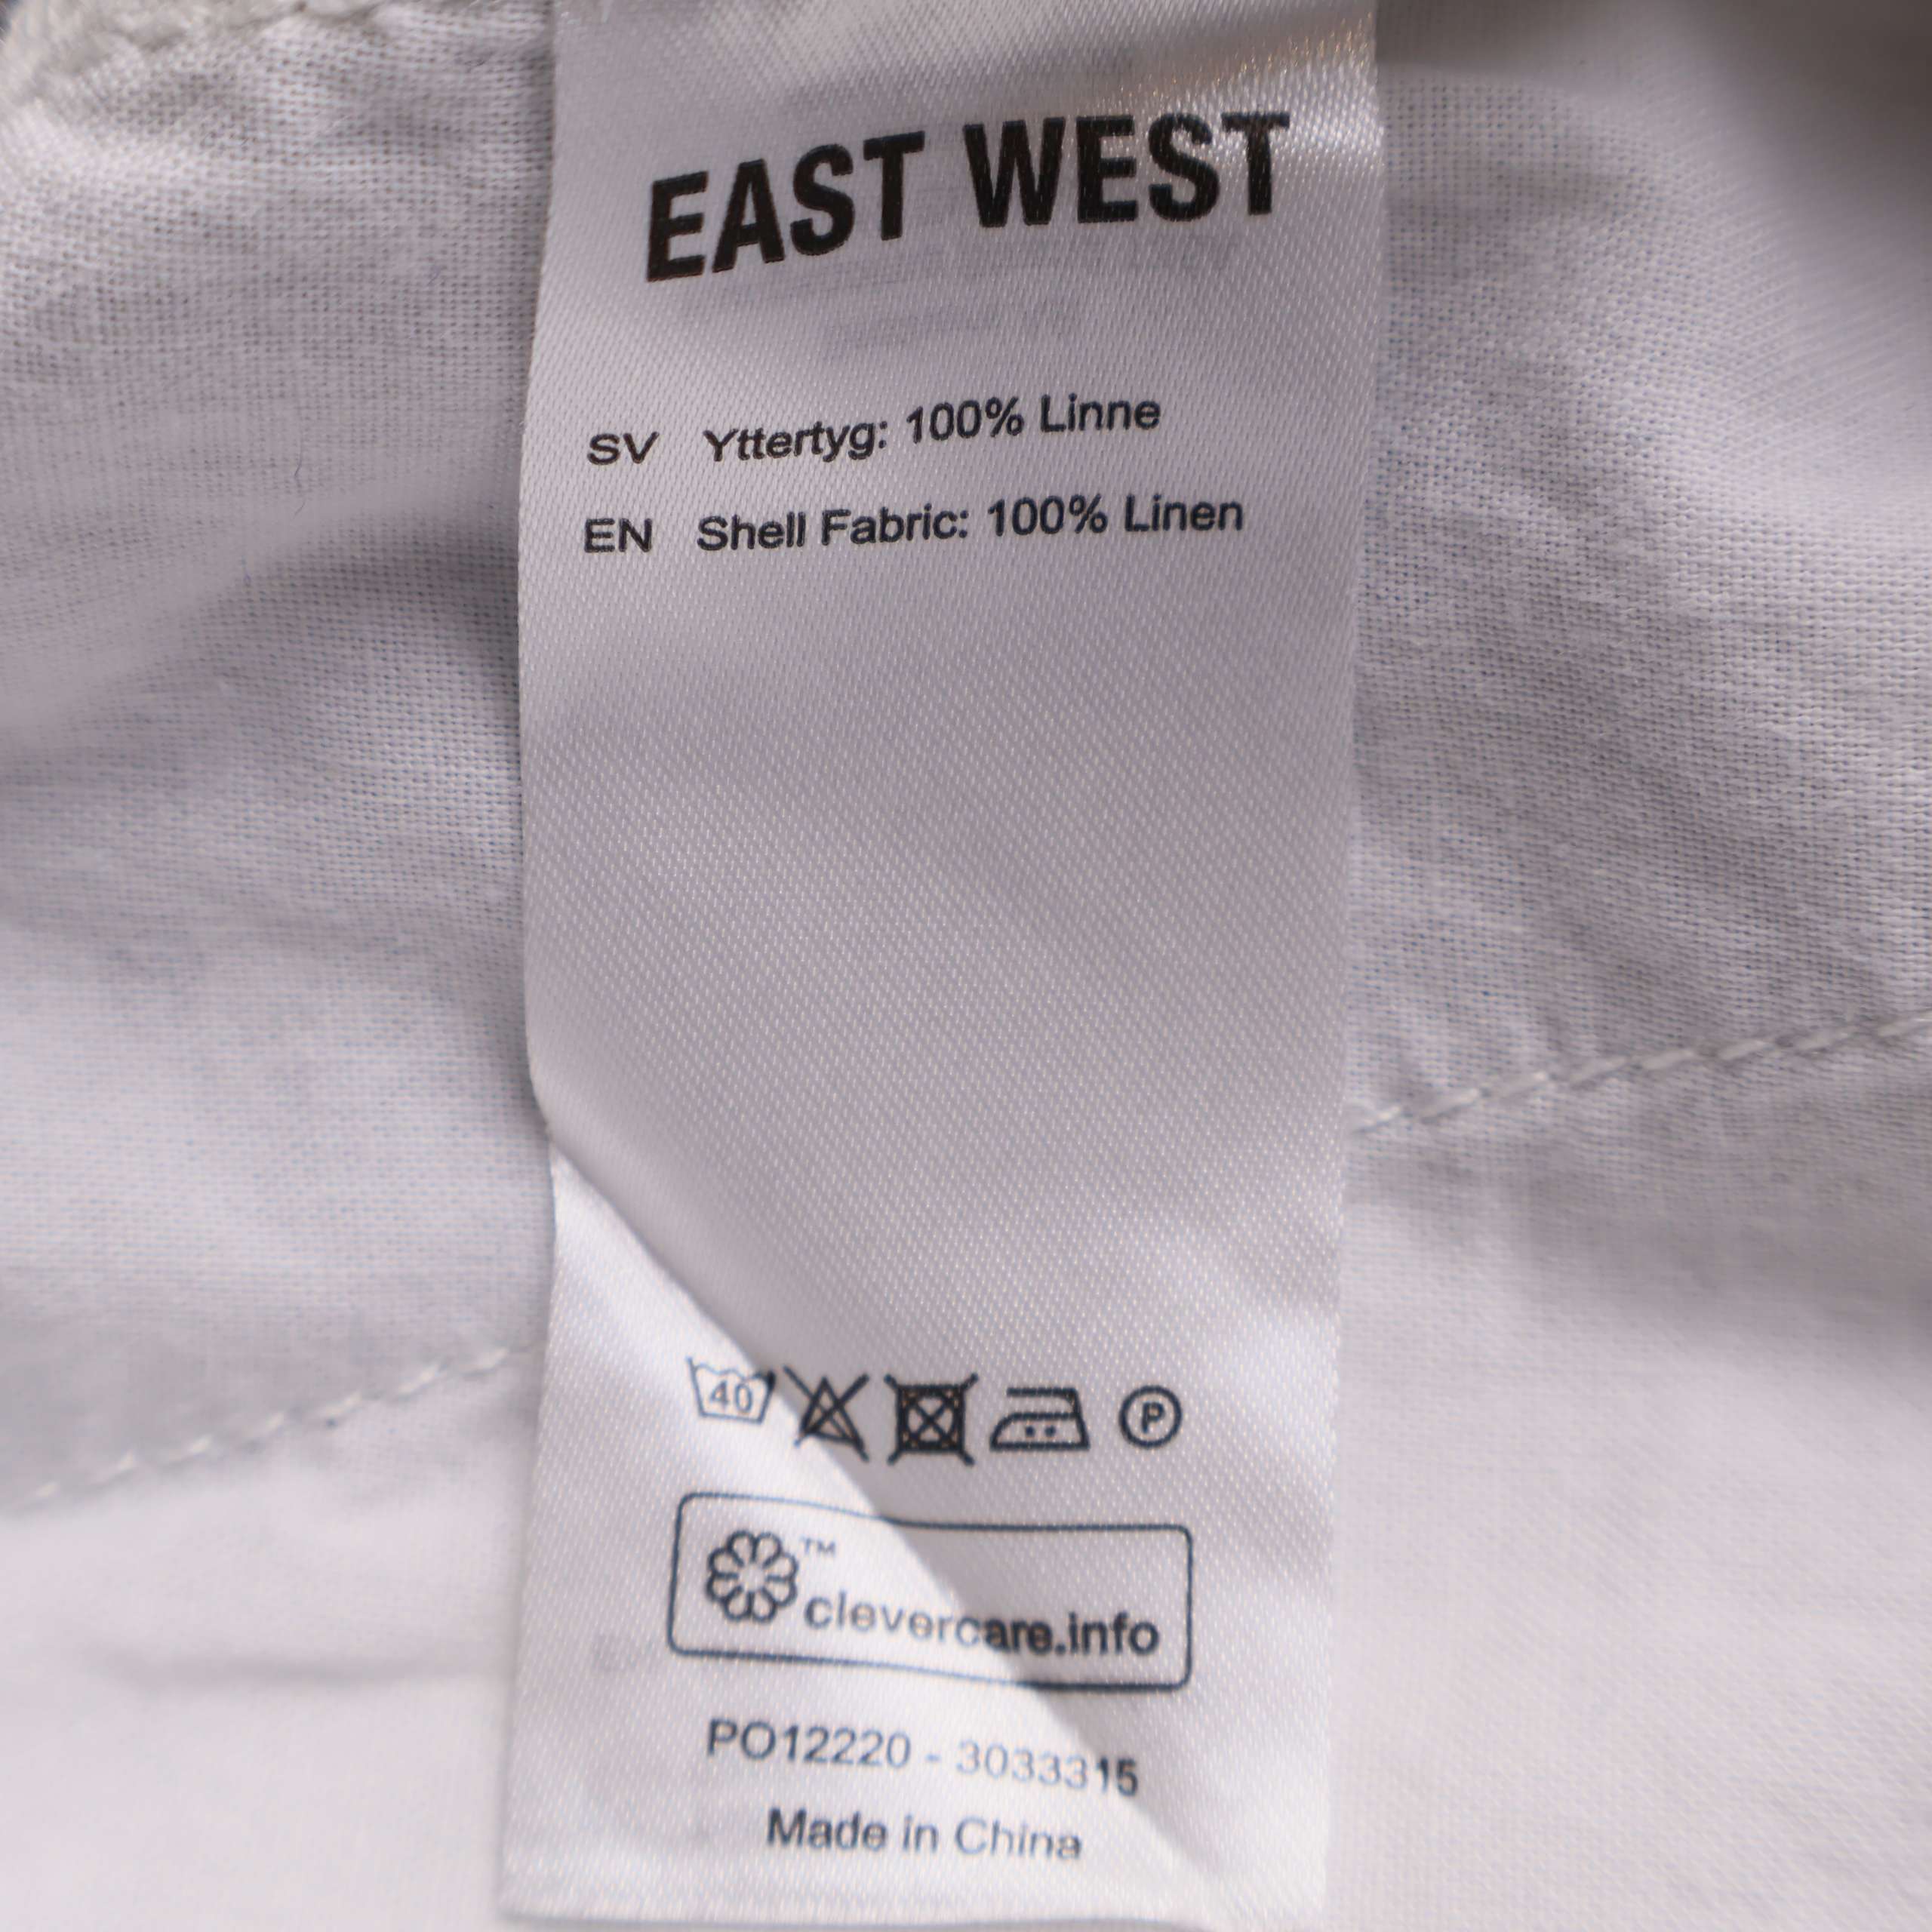 EAST WEST
SV Yttertyg: 100% Linne
EN Shell Fabric: 100% Linen
40
P
™
clevercare.info
PO12220 - 3033315
Made in China